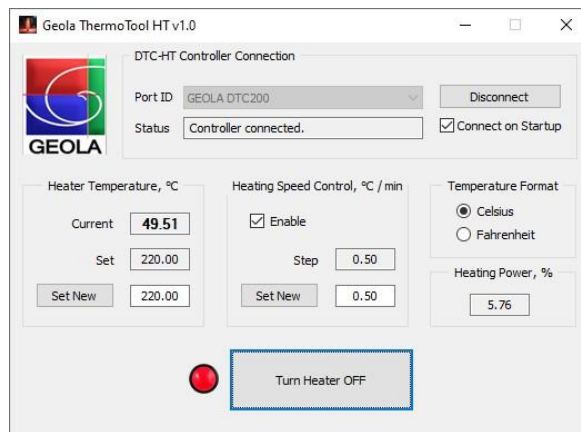 Geola ThermoTool HT v1.0
DTC-HT Controller Connection
Port ID GEOLA DTC200 Disconnect
Status Controller connected. Connect on Startup
GEOLA
Heater Temperature, ºC
Current 49.51
Set 220.00
Set New 220.00
Heating Speed Control, ºC / min
Enable
Step 0.50
Set New 0.50
Temperature Format
Celsius
Fahrenheit
Heating Power, %
5.76
Turn Heater OFF